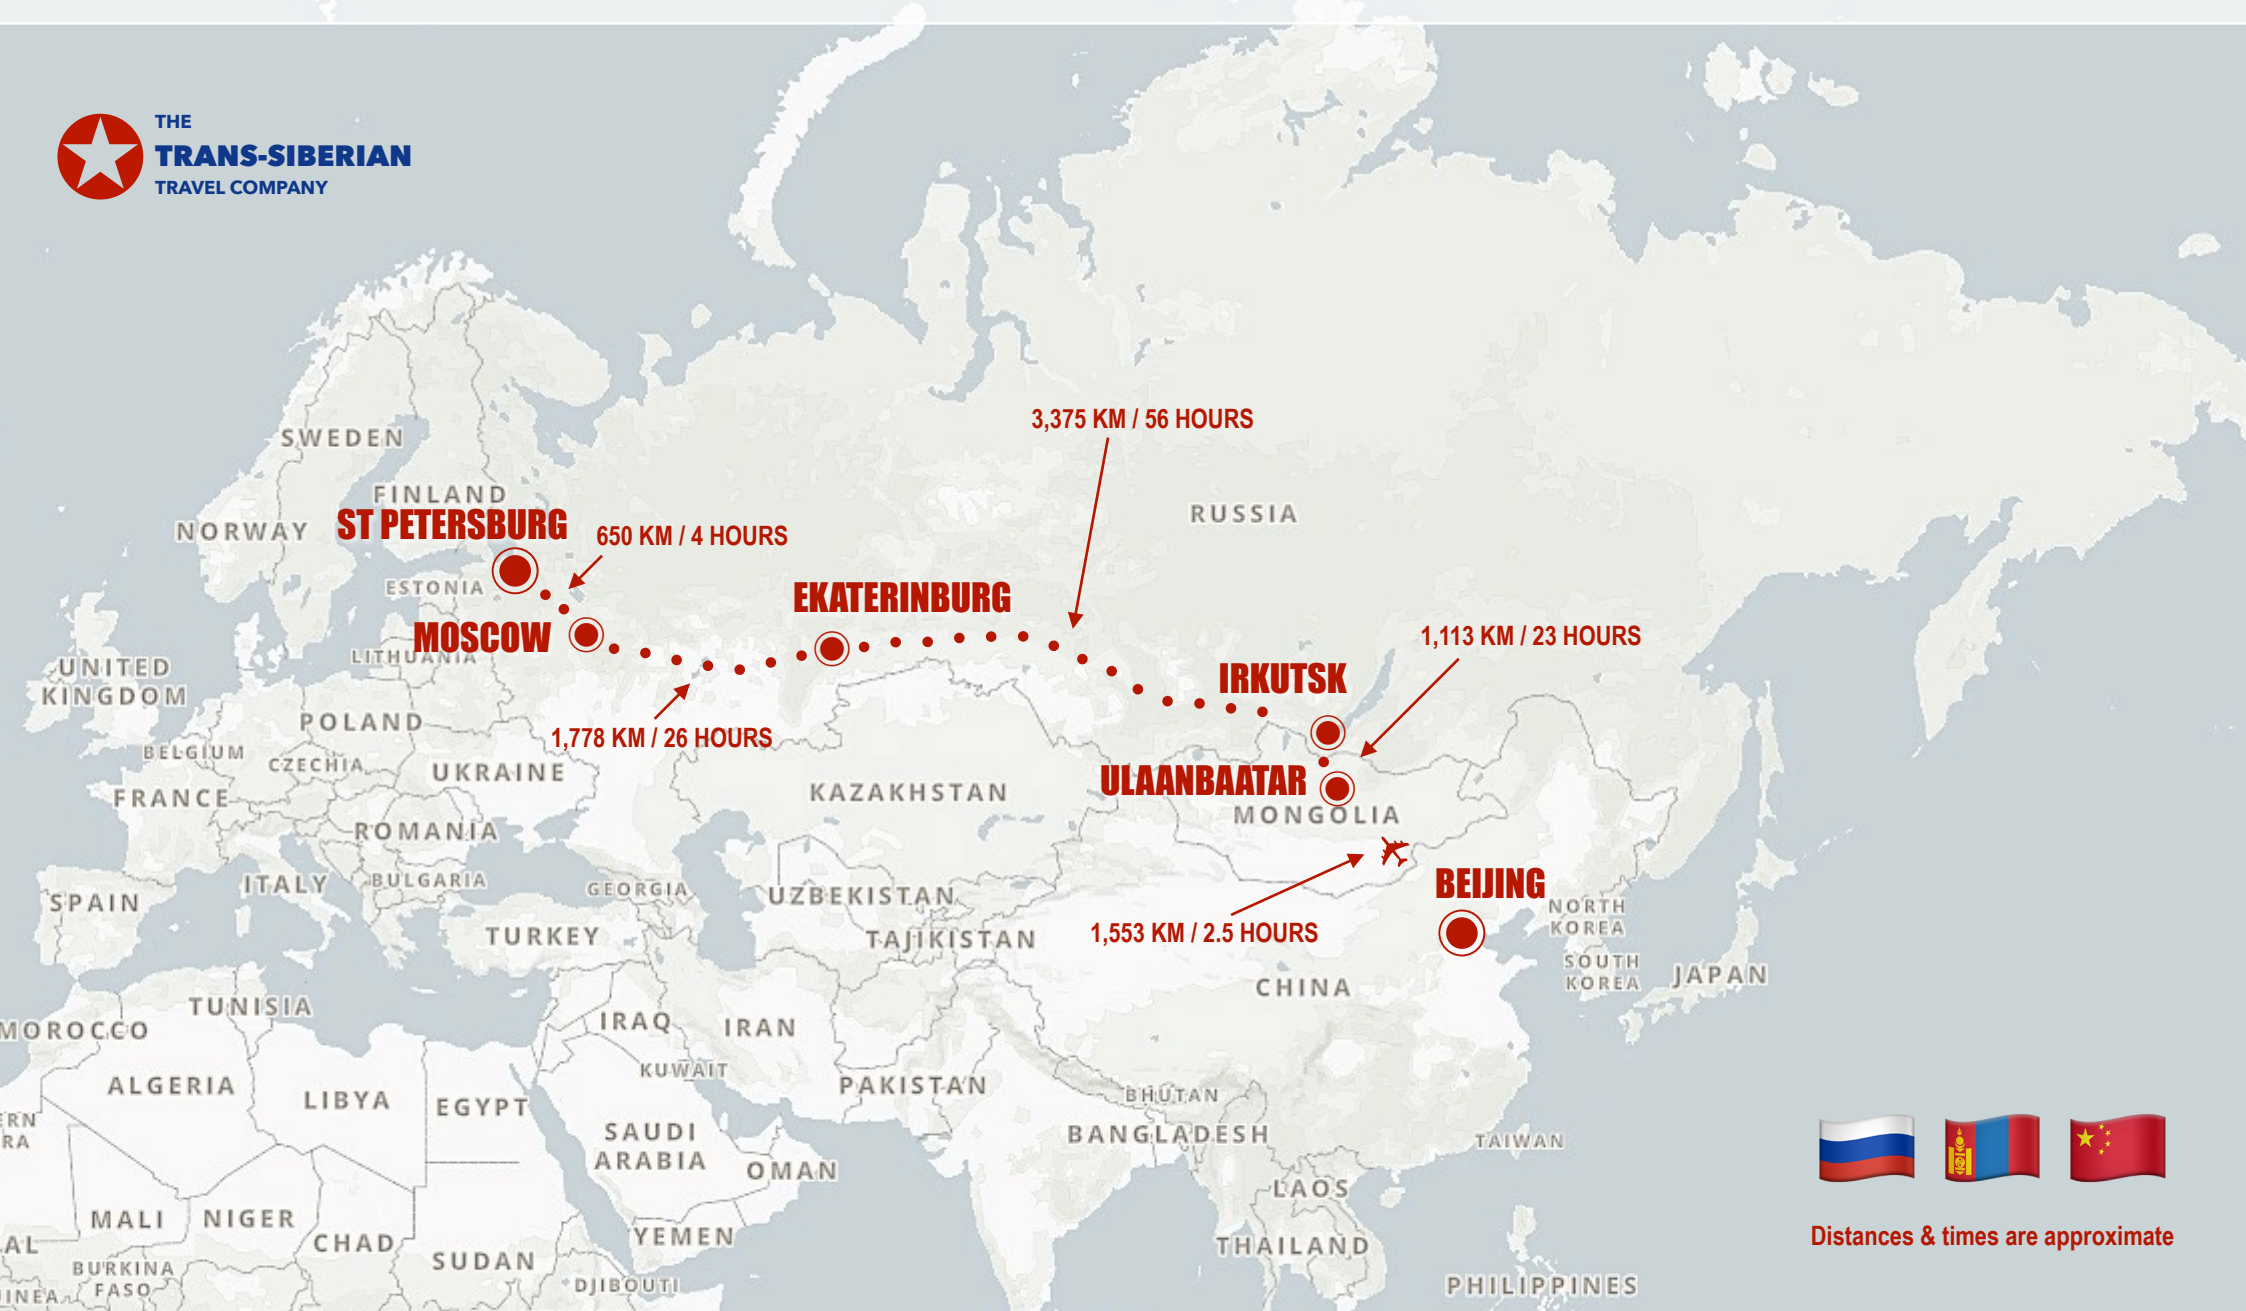 THE
TRANS-SIBERIAN
TRAVEL COMPANY
3,375 KM / 56 HOURS
SWEDEN
FINLAND
RUSSIA
NORWAY
ST PETERSBURG
650 KM / 4 HOURS
ESTONIA
EKATERINBURG
MOSCOW
1,113 KM / 23 HOURS
LITHUANIA
UNITED
KINGDOM
IRKUTSK
POLAND
1,778 KM / 26 HOURS
BELGIUM
CZECHIA
UKRAINE
ULAANBAATAR
KAZAKHSTAN
FRANCE
MONGOLIA
ROMANIA
ITALY
BULGARIA
GEORGIA
UZBEKISTAN
BEIJING
SPAIN
NORTH
KOREA
TURKEY
TAJIKISTAN
1,553 KM / 2.5 HOURS
SOUTH
KOREA
JAPAN
CHINA
TUNISIA
MOROCCO
IRAQ
IRAN
KUWAIT
ALGERIA
LIBYA
EGYPT
PAKISTAN
BHUTAN
ERN
RA
SAUDI
ARABIA
BANGLADESH
TAIWAN
OMAN
LAOS
MALI
NIGER
CHAD
YEMEN
Distances & times are approximate
AL
THAILAND
SUDAN
BURKINA
FASO
DJIBOUTI
PHILIPPINES
INEA